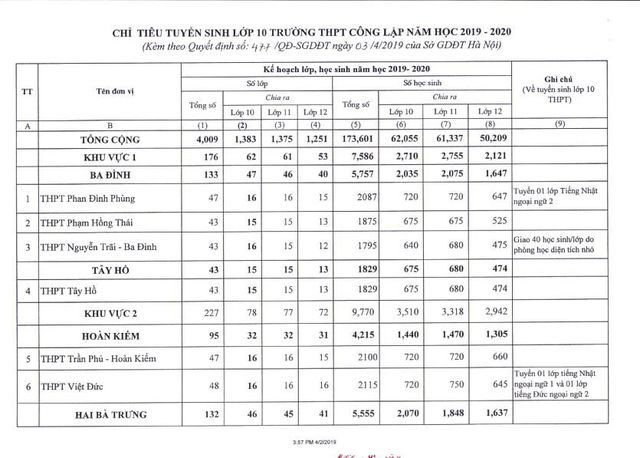 CHỈ TIÊU TUYỂN SINH LỚP 10 TRƯỜNG THPT CÔNG LẬP NĂM HỌC 2019 - 2020
(Kèm theo Quyết định số: 477/QĐ-SGDĐT ngày 03/4/2019 của Sở GDĐT Hà Nội)
TT Tên đơn vị Kế hoạch lớp, học sinh năm học 2019- 2020 Ghi chú
(Về tuyển sinh lớp 10
THPT)
Số lớp Số học sinh
Tổng số Chia ra Tổng số Chia ra
Lớp 10 Lớp 11 Lớp 12 Lớp 10 Lớp 11 Lớp 12
A B (1) (2) (3) (4) (5) (6) (7) (8) (9)
TỔNG CỘNG 4,009 1,383 1,375 1,251 173,601 62,055 61,337 50,209
KHU VỰC 1 176 62 61 53 7,586 2,710 2,755 2,121
BA ĐÌNH 133 47 46 40 5,757 2,035 2,075 1,647
1 THPT Phan Đình Phùng 47 16 16 15 2087 720 720 647 Tuyển 01 lớp Tiếng Nhật
ngoại ngữ 2
2 THPT Phạm Hồng Thái 43 15 15 13 1875 675 675 525
3 THPT Nguyễn Trãi - Ba Đình 43 16 15 12 1795 640 680 475 Giao 40 học sinh/lớp do
phòng học diện tích nhỏ
TÂY HỒ 43 15 15 13 1829 675 680 474
4 THPT Tây Hồ 43 15 15 13 1829 675 680 474
KHU VỰC 2 227 78 77 72 9,770 3,510 3,318 2,942
HOÀN KIẾM 95 32 32 31 4,215 1,440 1,470 1,305
5 THPT Trần Phú - Hoàn Kiếm 47 16 16 15 2100 720 720 660
6 THPT Việt Đức 48 16 16 16 2115 720 750 645 Tuyển 01 lớp tiếng Nhật
ngoại ngữ 1 và 01 lớp
tiếng Đức ngoại ngữ 2
HAI BÀ TRƯNG 132 46 45 41 5,555 2,070 1,848 1,637
3:57 PM 4/2/2019